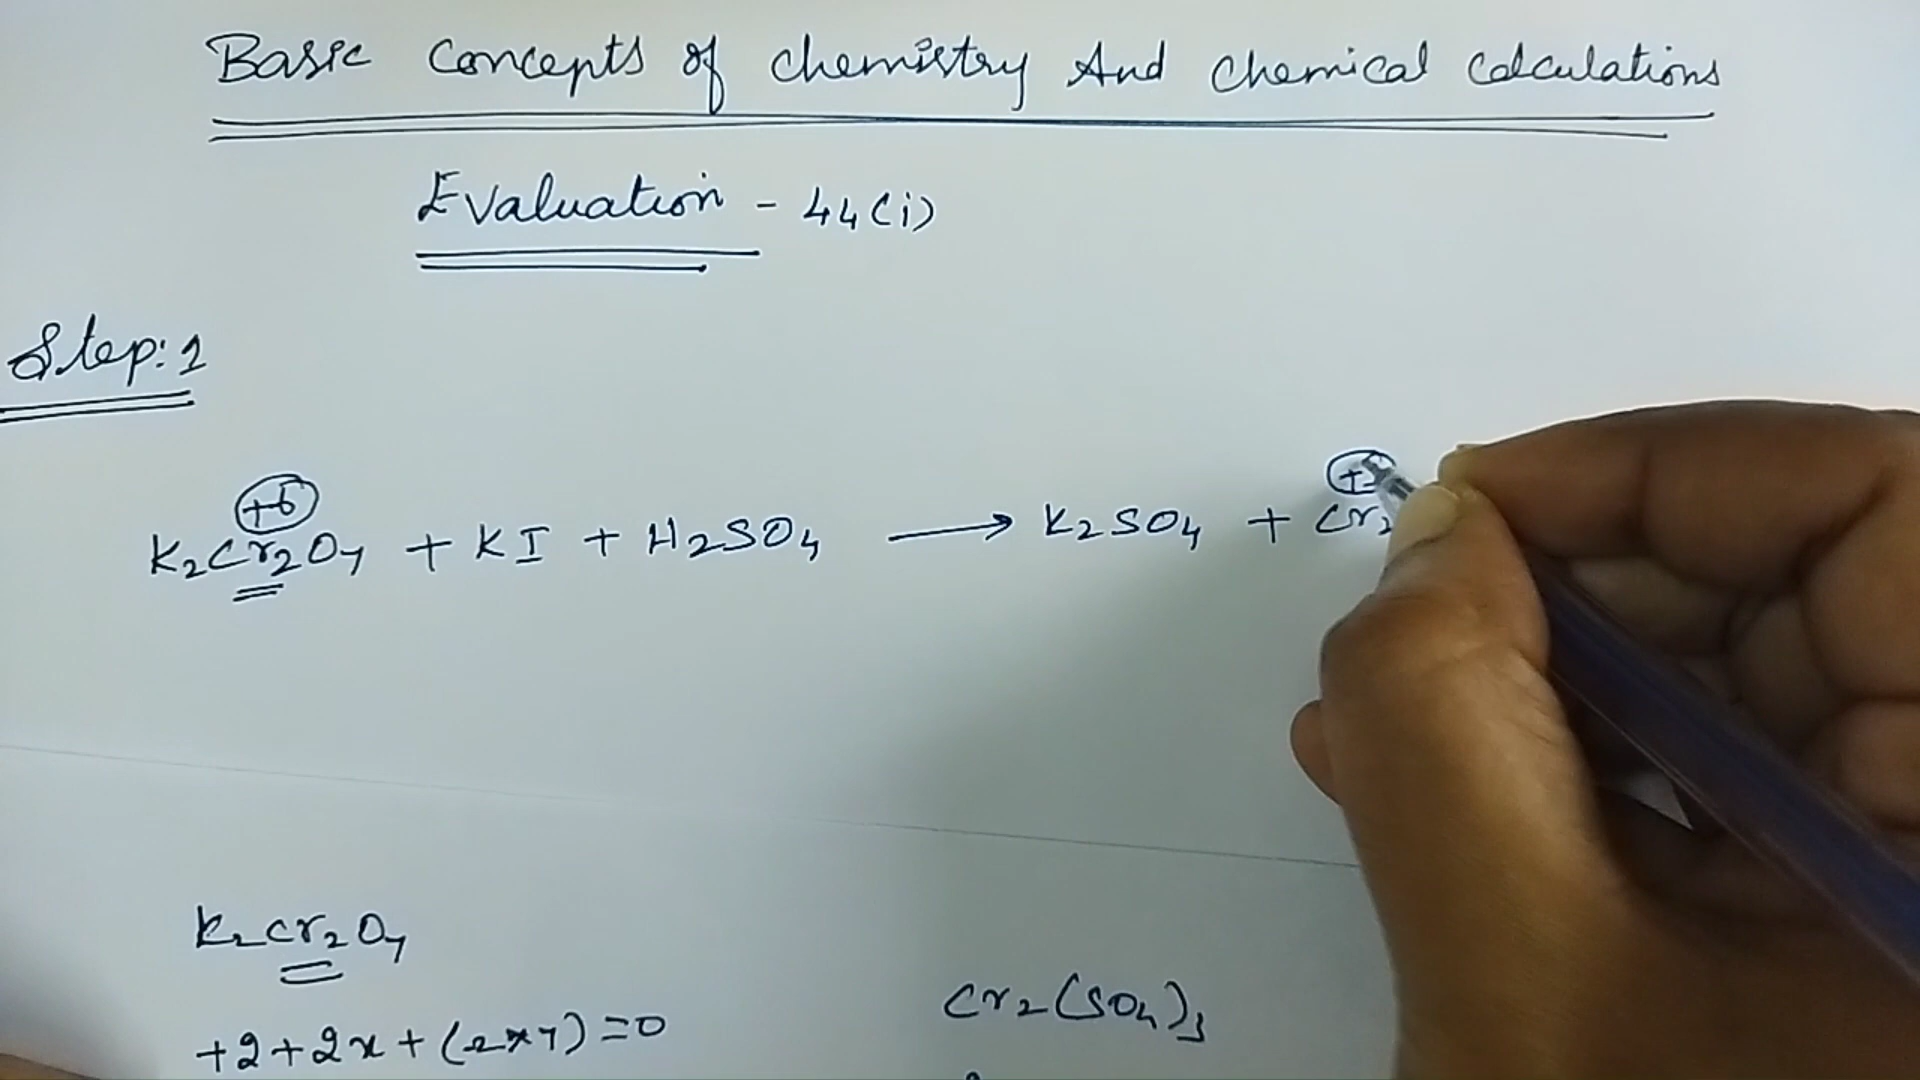 Basic Concepts of chemistry And Chemical Calculations
Evaluation - 44(i)
Step:1
+6
K2Cr2O7 + KI + H2SO4 → K2SO4 + Cr2
K2Cr2O7
Cr2(SO4)3
+2+2x+(-2×7)=0